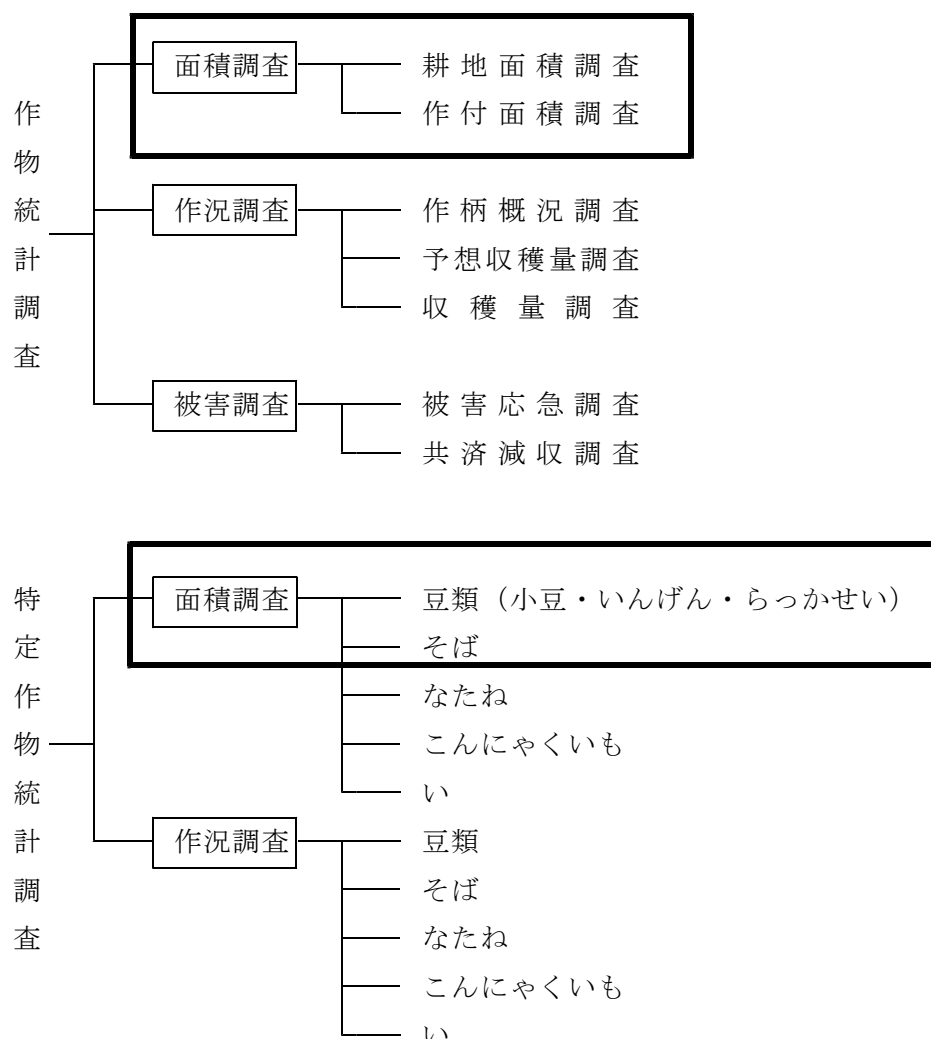 作物統計調査
面積調査
耕地面積調査
作付面積調査
作況調査
作柄概況調査
予想収穫量調査
収穫量調査
被害調査
被害応急調査
共済減収調査
特定作物統計調査
面積調査
豆類（小豆・いんげん・らっかせい）
そば
なたね
こんにゃくいも
い
作況調査
豆類
そば
なたね
こんにゃくいも
い